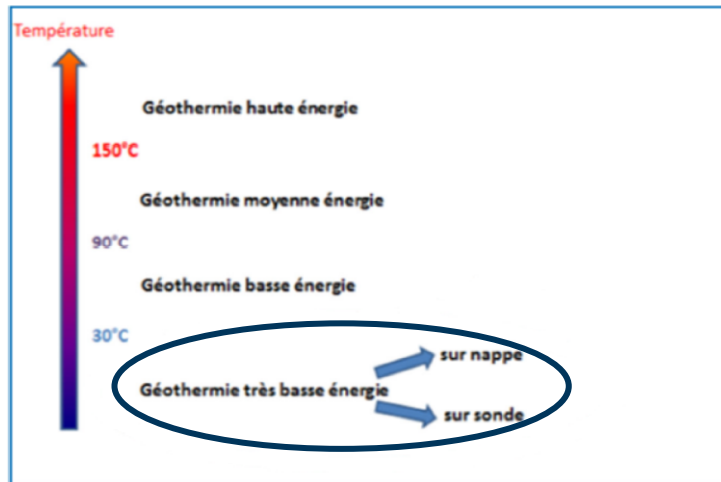 Température
Géothermie haute énergie
150°C
Géothermie moyenne énergie
90°C
Géothermie basse énergie
30°C
sur nappe
Géothermie très basse énergie
sur sonde